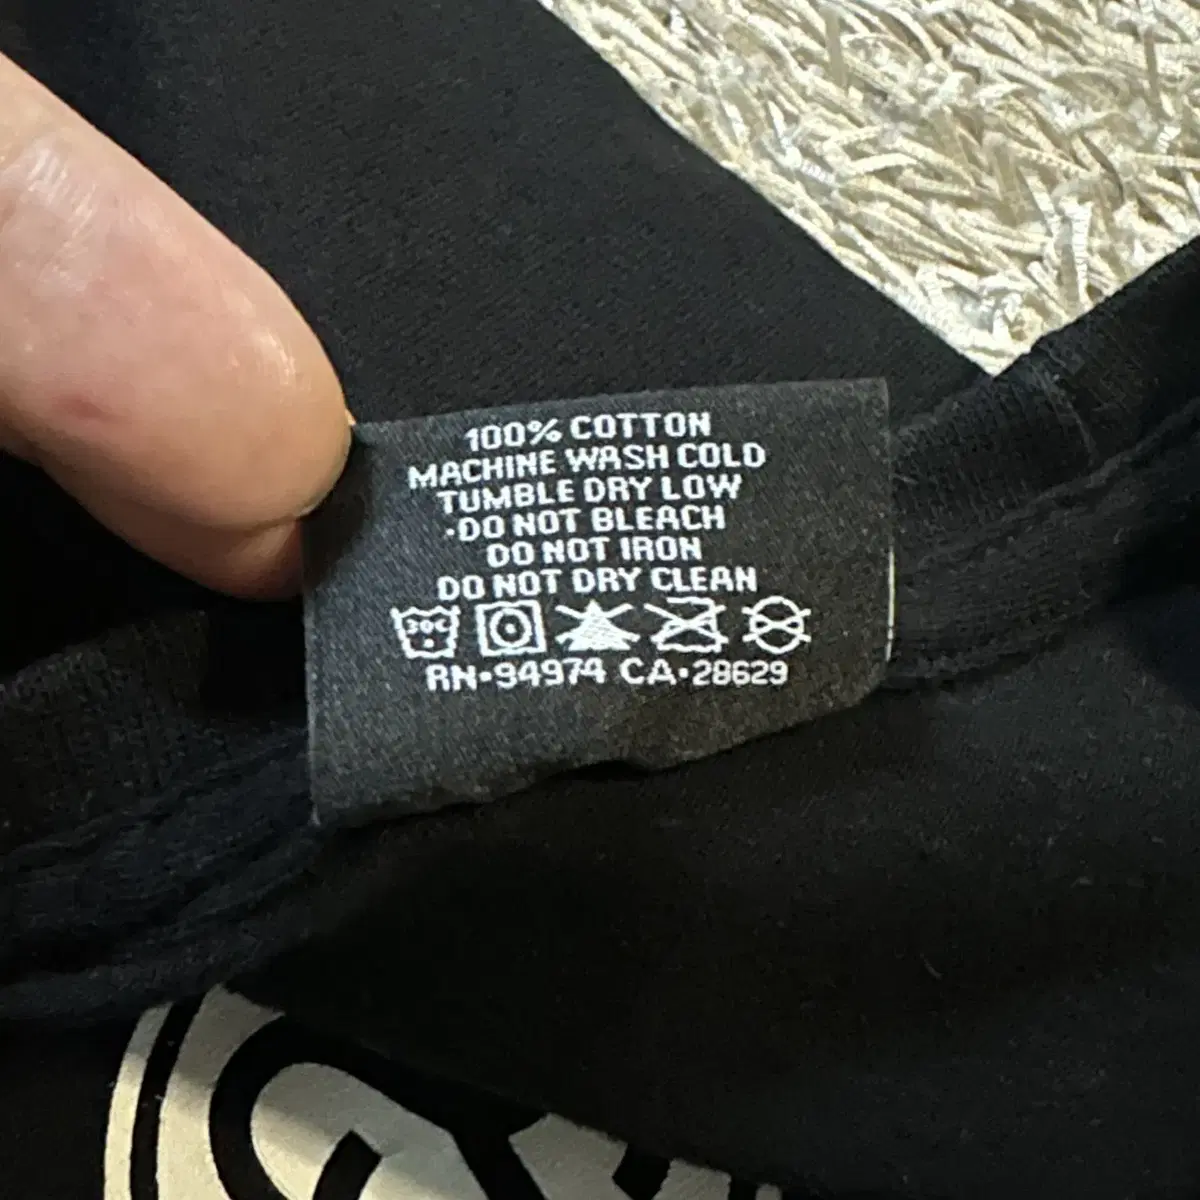 100% COTTON
MACHINE WASH COLD
TUMBLE DRY LOW
·DO NOT BLEACH
DO NOT IRON
DO NOT DRY CLEAN
30C
RN·94974 CA·28629